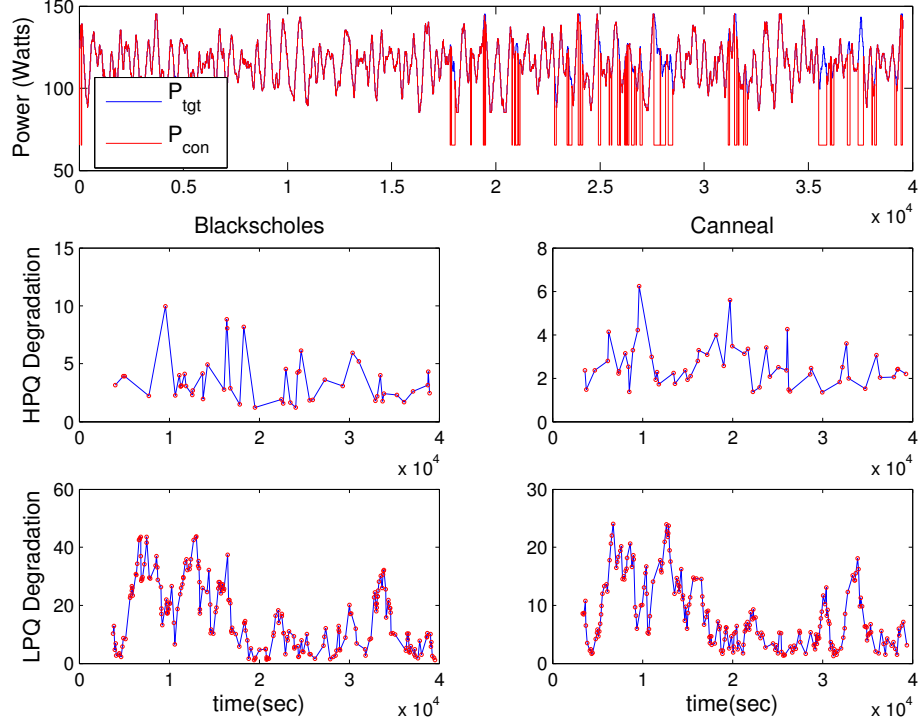 150
100
50
Power (Watts)
P_tgt
P_con
0 0.5 1 1.5 2 2.5 3 3.5 4
x 10^4
Blackscholes
15
10
5
0
HPQ Degradation
0 1 2 3 4
x 10^4
Canneal
8
6
4
2
0
0 1 2 3 4
x 10^4
60
40
20
0
LPQ Degradation
0 1 2 3 4
time(sec)
x 10^4
30
20
10
0
0 1 2 3 4
time(sec)
x 10^4